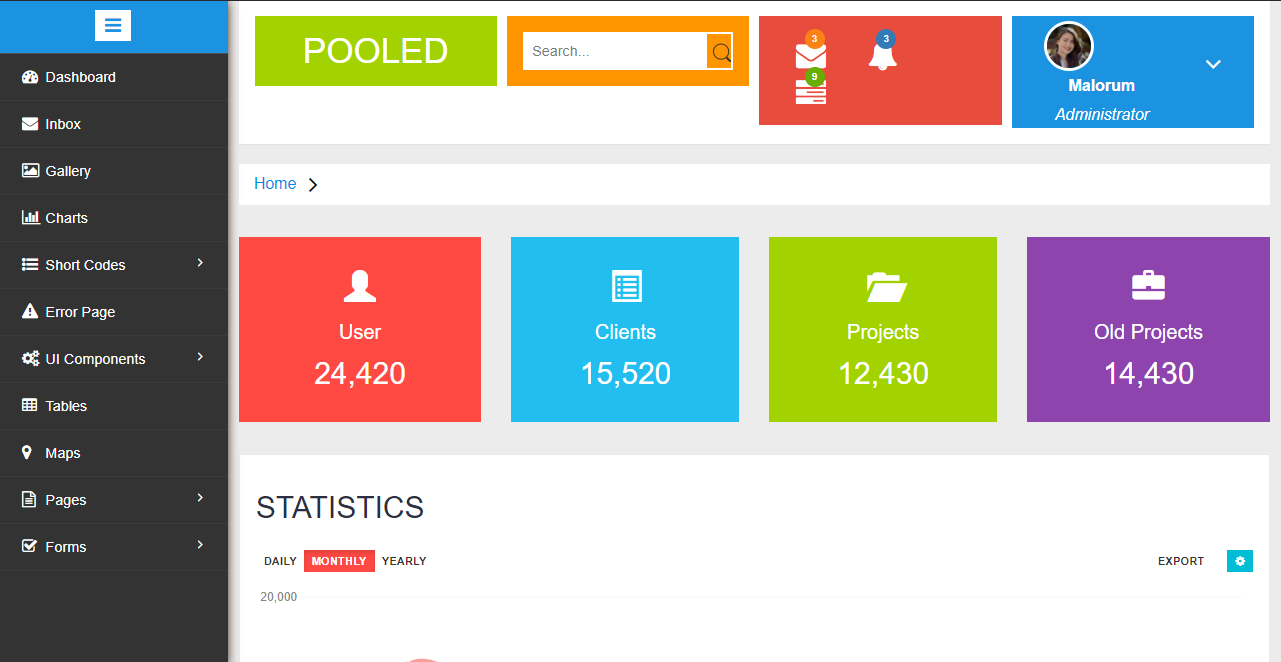 POOLED
Search...
3
3
9
Malorum
Administrator
Dashboard
Inbox
Gallery
Charts
Short Codes
Error Page
UI Components
Tables
Maps
Pages
Forms
Home
User
24,420
Clients
15,520
Projects
12,430
Old Projects
14,430
STATISTICS
DAILY MONTHLY YEARLY EXPORT
20,000